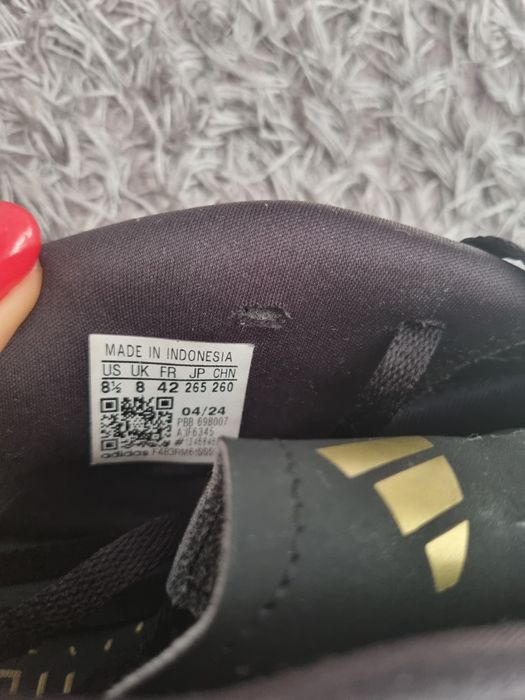 MADE IN INDONESIA
US UK FR JP CHN
8½ 8 42 265 260
04/24
PBB 698007
adidas